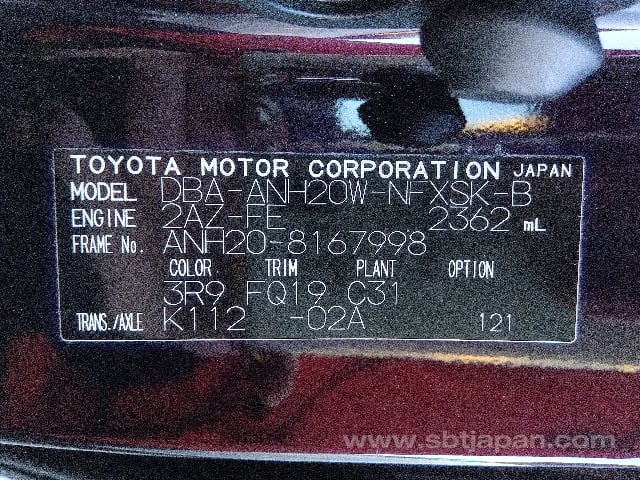 TOYOTA MOTOR CORPORATION JAPAN
MODEL DBA-ANH20W-NFXSK-B
ENGINE 2AZ-FE 2362 mL
FRAME No. ANH20-8167998
COLOR TRIM PLANT OPTION
3R9 FQ19 C31
TRANS./AXLE K112 -02A 121
www.sbtjapan.com